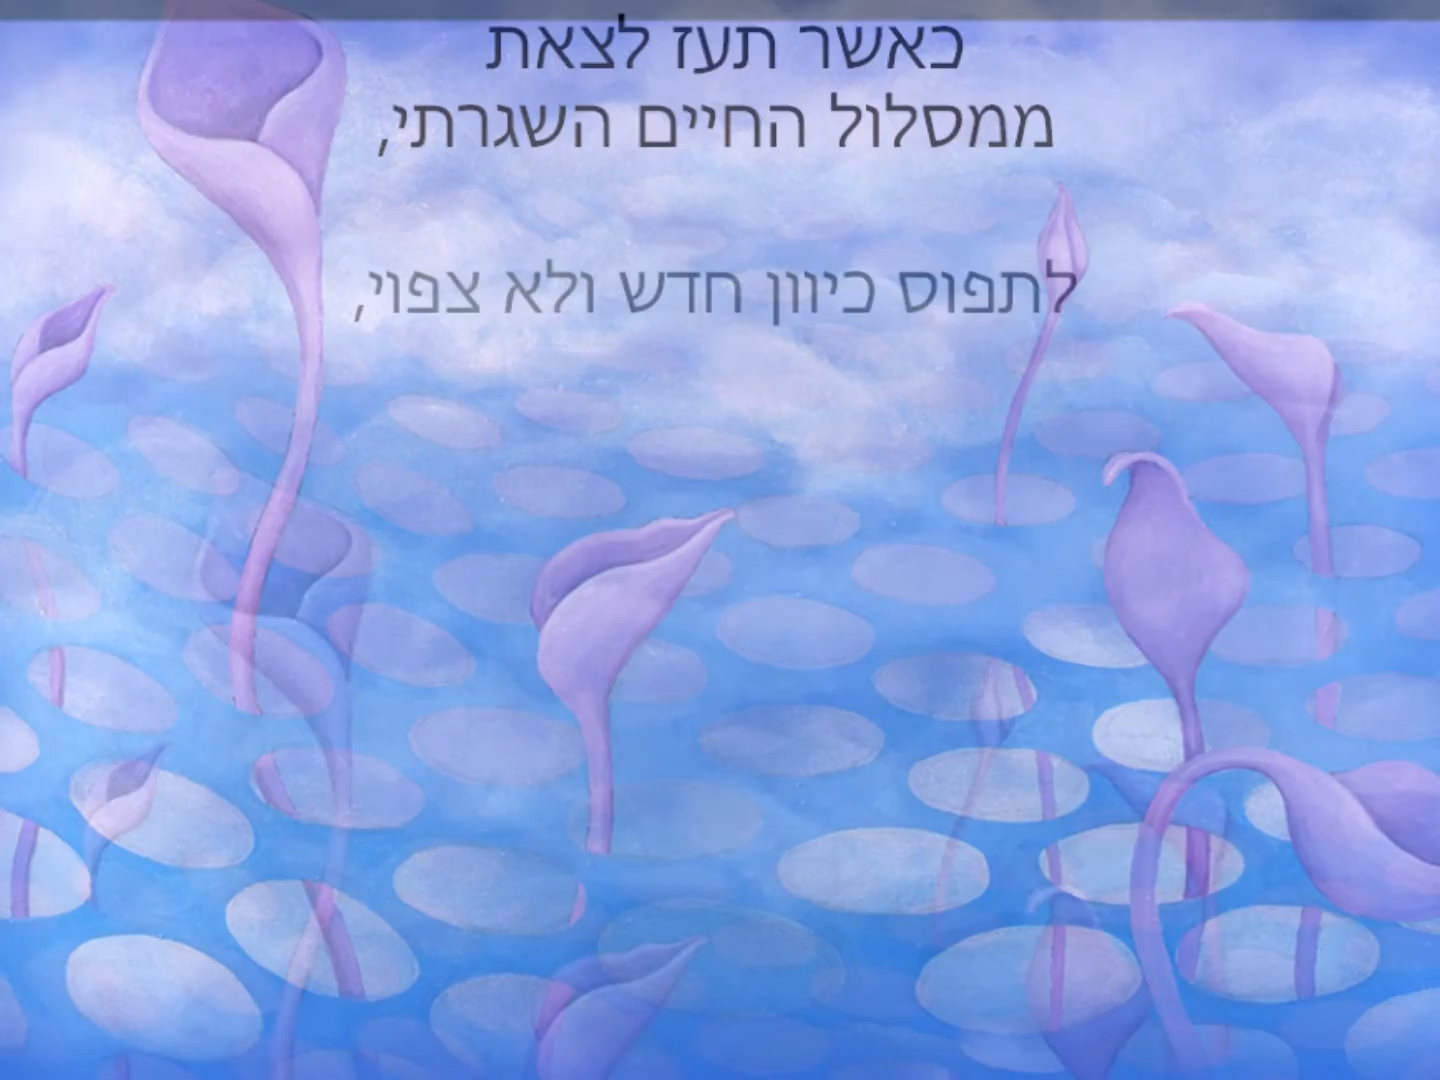 כאשר תעז לצאת
ממסלול החיים השגרתי,
לתפוס כיוון חדש ולא צפוי,